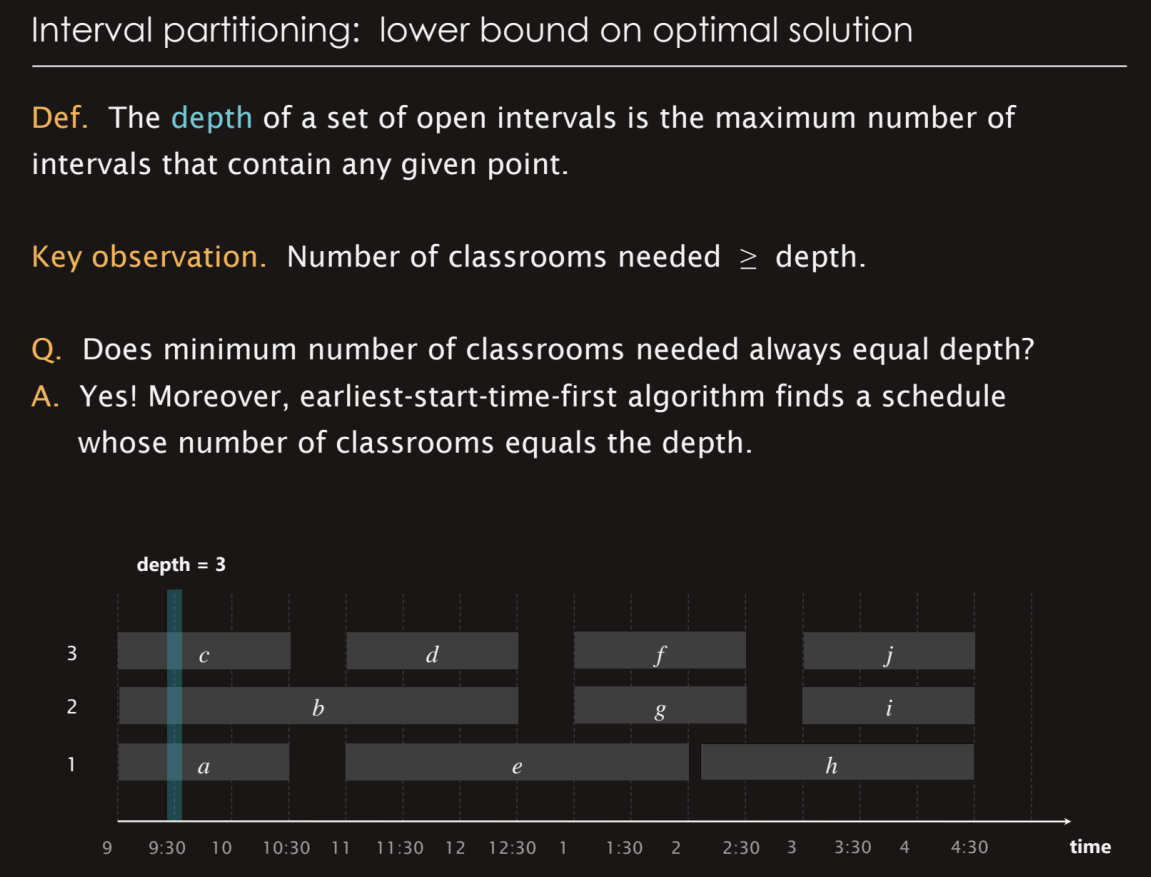 Interval partitioning: lower bound on optimal solution
Def. The depth of a set of open intervals is the maximum number of
intervals that contain any given point.
Key observation. Number of classrooms needed ≥ depth.
Q. Does minimum number of classrooms needed always equal depth?
A. Yes! Moreover, earliest-start-time-first algorithm finds a schedule
whose number of classrooms equals the depth.
depth = 3
3 c d f j
2 b g i
1 a e h
9 9:30 10 10:30 11 11:30 12 12:30 1 1:30 2 2:30 3 3:30 4 4:30 time